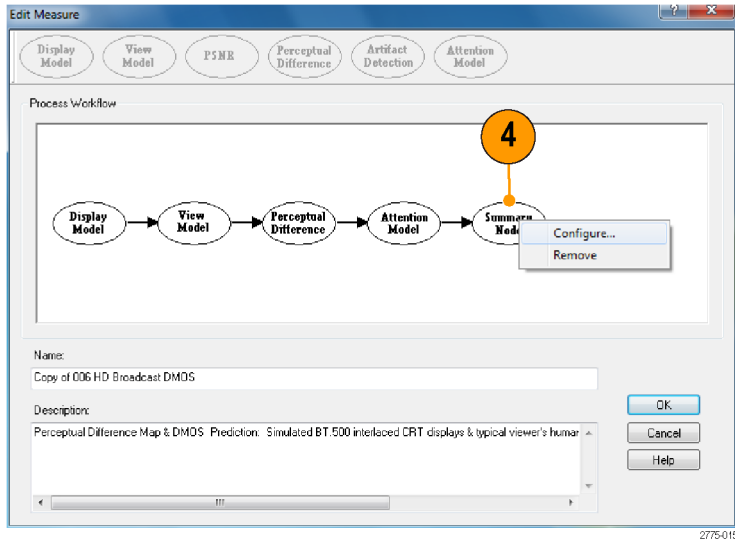 Edit Measure
Display Model
View Model
PSNR
Perceptual Difference
Artifact Detection
Attention Model
Process Workflow
4
Display Model
View Model
Perceptual Difference
Attention Model
Summary
Configure...
Remove
Name:
Copy of 006 HD Broadcast DMOS
Description:
Perceptual Difference Map & DMOS Prediction: Simulated BT.500 interlaced CRT displays & typical viewer's human
OK
Cancel
Help
2775-015